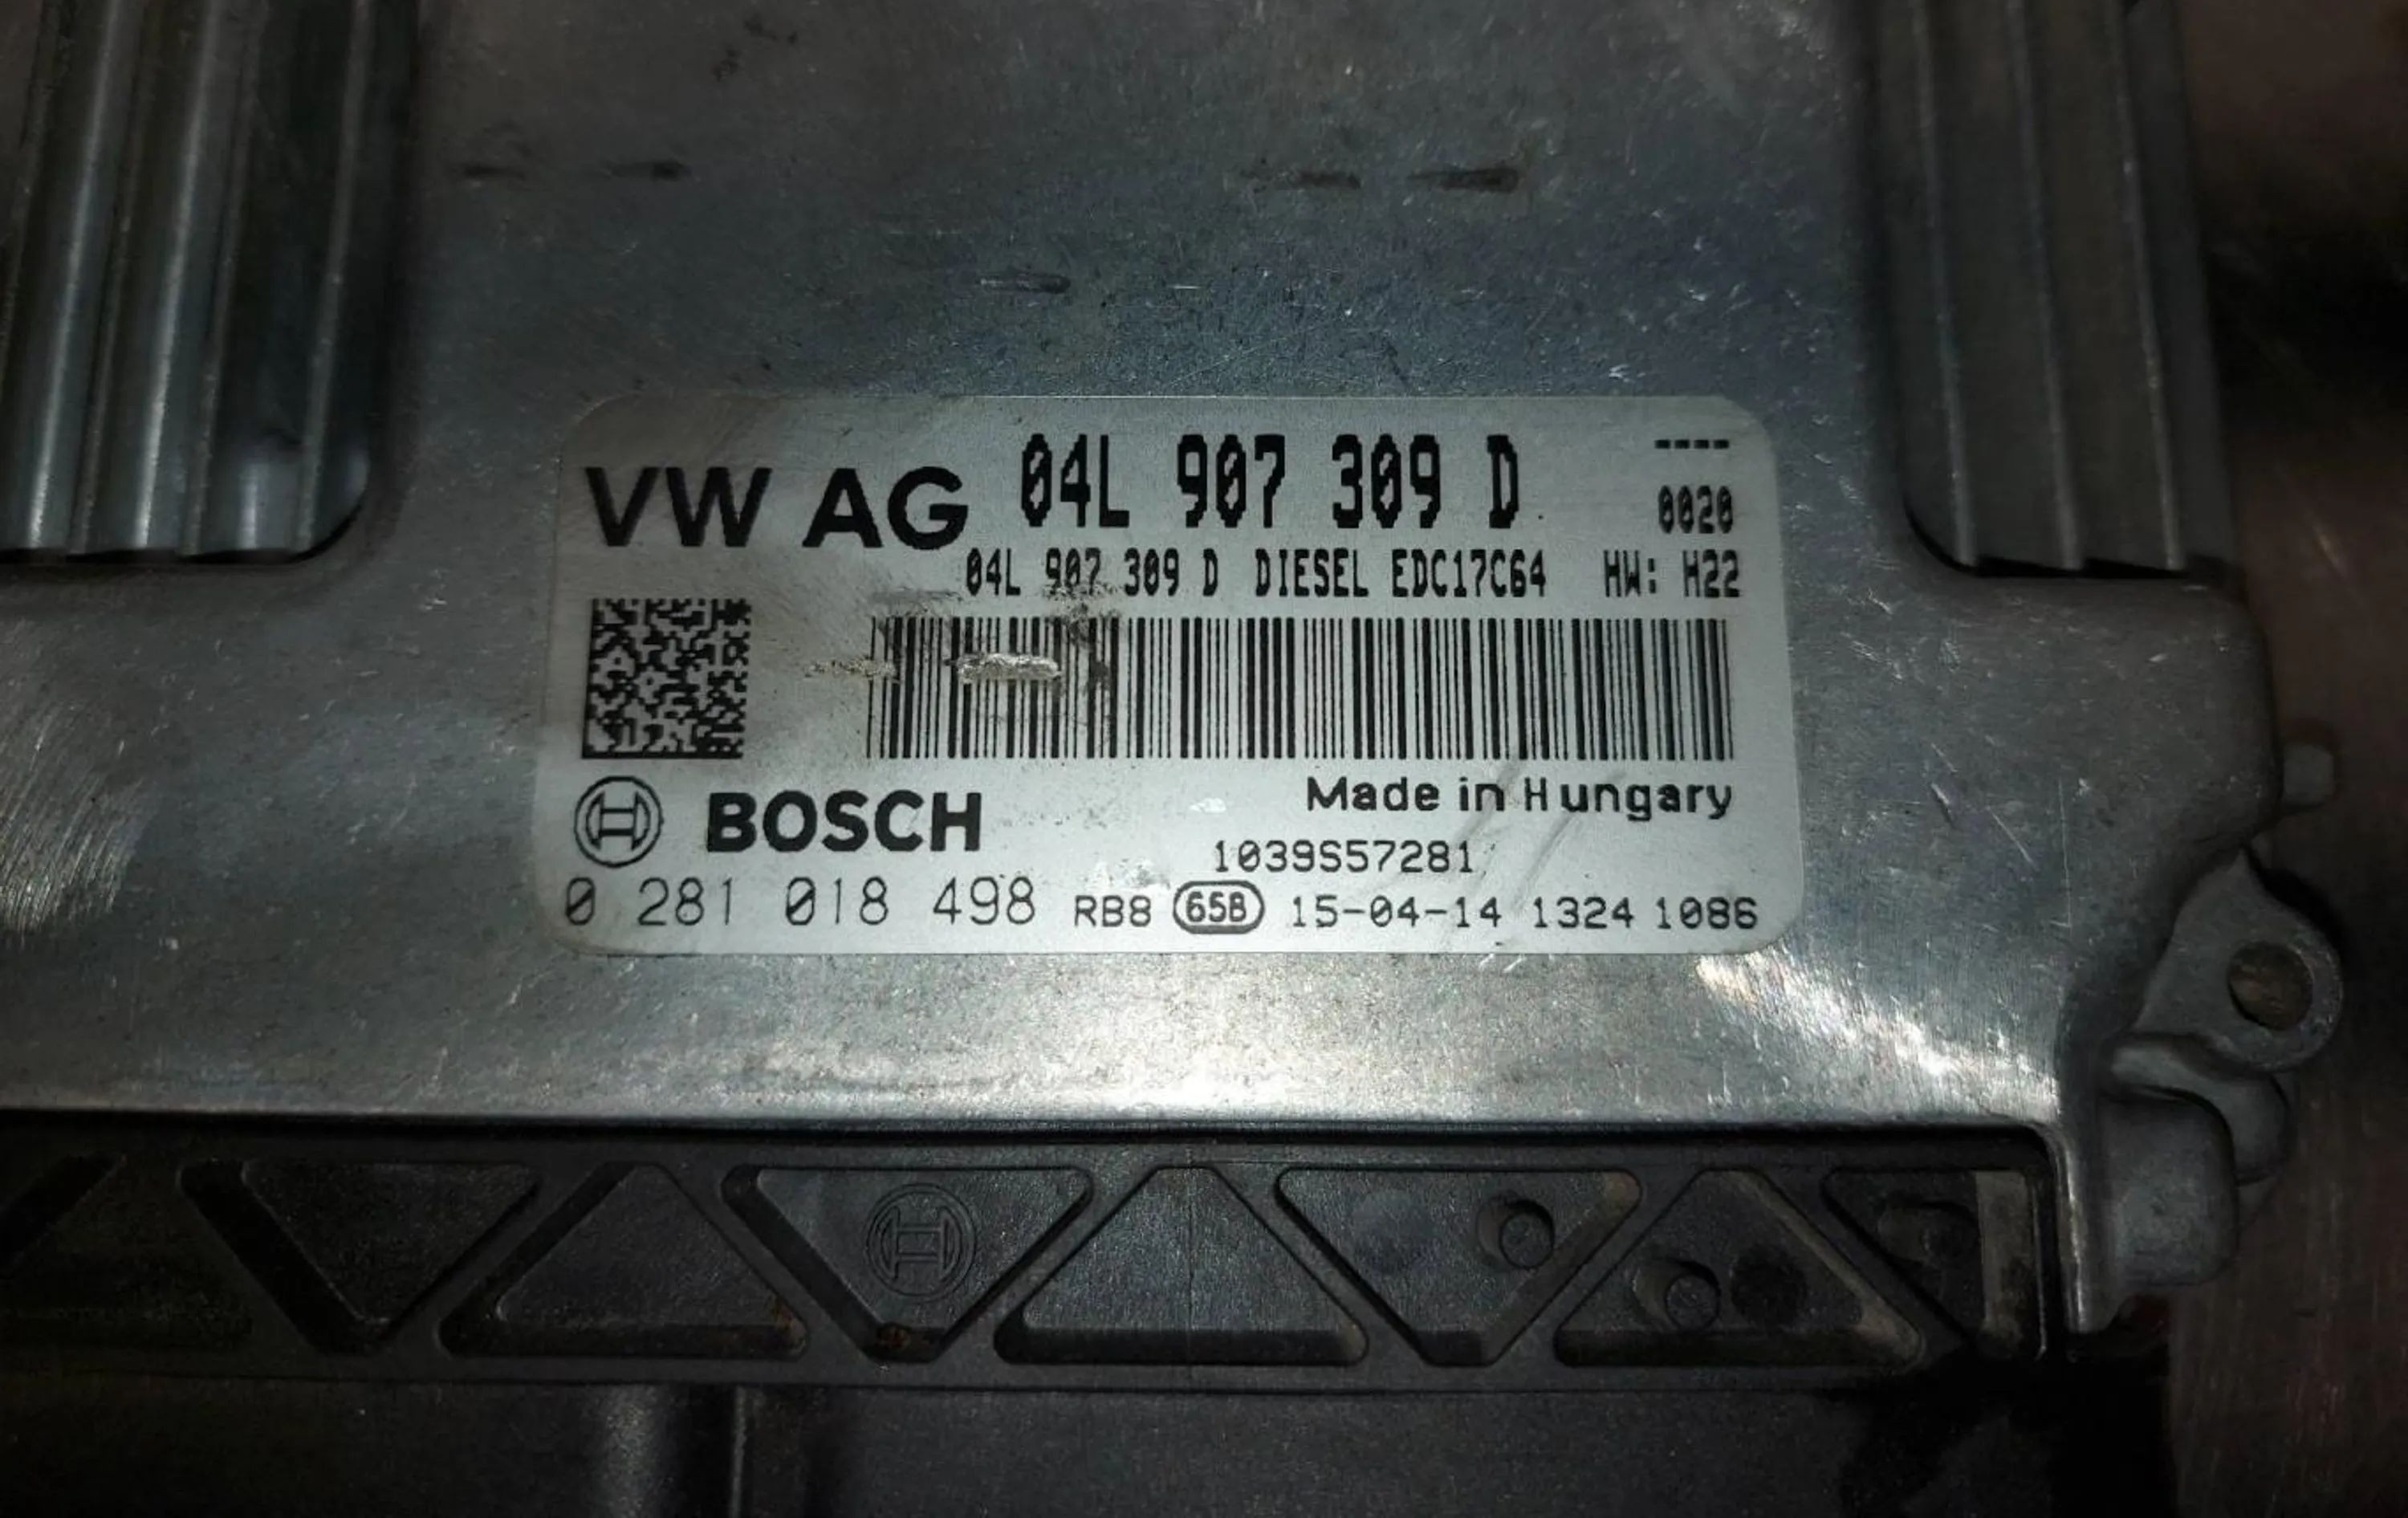 VW AG 04L 907 309 D ----
0020
04L 907 309 D DIESEL EDC17C64 HW: H22
BOSCH
Made in Hungary
1039S57281
0 281 018 498 RB8 65B 15-04-14 1324 1086